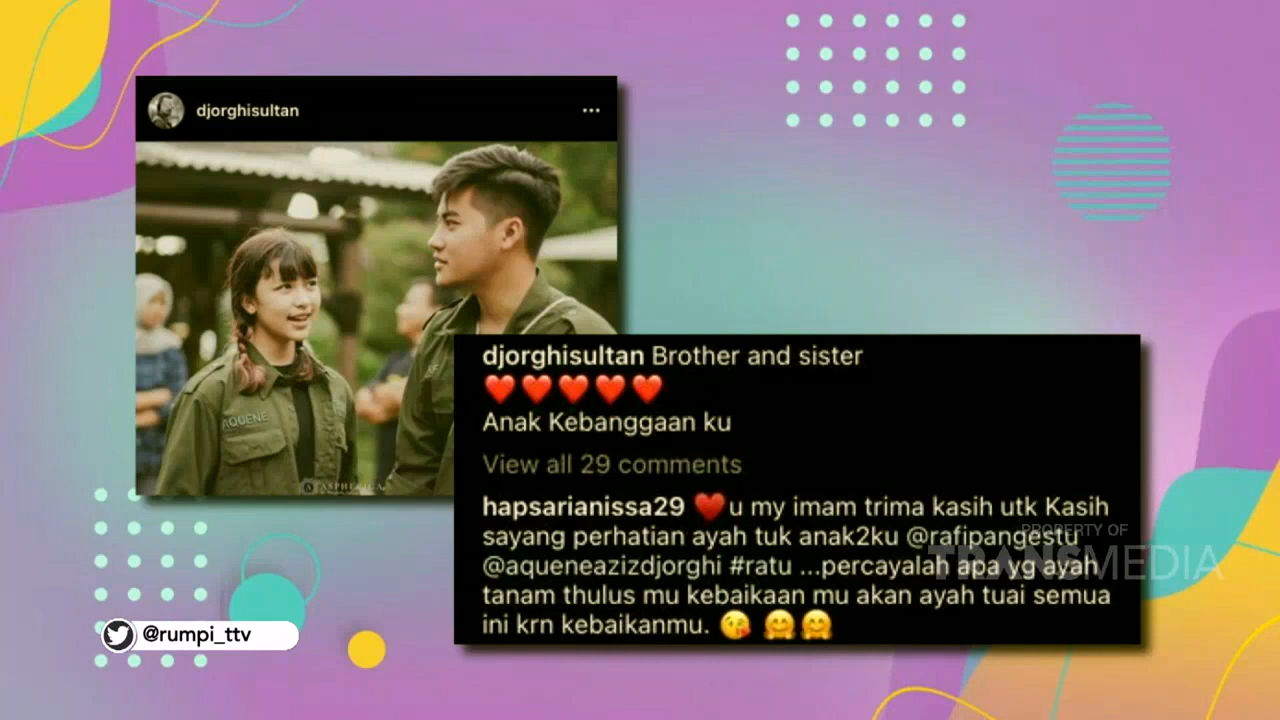 djorghisultan
AQUENE
ASPHERICA
djorghisultan Brother and sister
❤️❤️❤️❤️❤️
Anak Kebanggaan ku
View all 29 comments
hapsarianissa29 ❤️u my imam trima kasih utk Kasih
sayang perhatian ayah tuk anak2ku @rafipangestu
@aqueneazizdjorghi #ratu ...percayalah apa yg ayah
tanam thulus mu kebaikaan mu akan ayah tuai semua
ini krn kebaikanmu. 😘 🤗🤗
PROPERTY OF
TRANSMEDIA
@rumpi_ttv